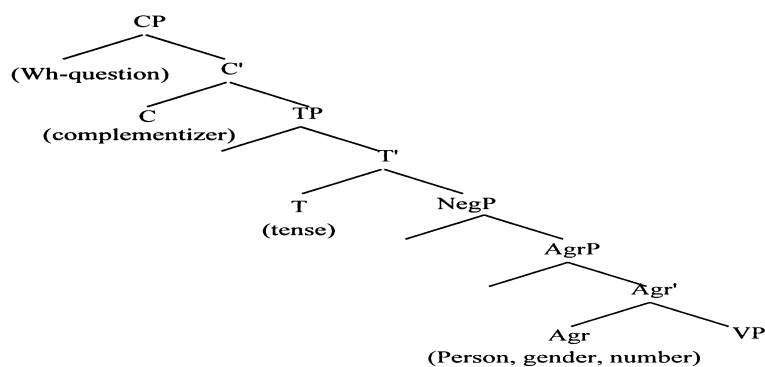 CP
(Wh-question)
C'
C
(complementizer)
TP
T'
T
(tense)
NegP
AgrP
Agr'
Agr
VP
(Person, gender, number)